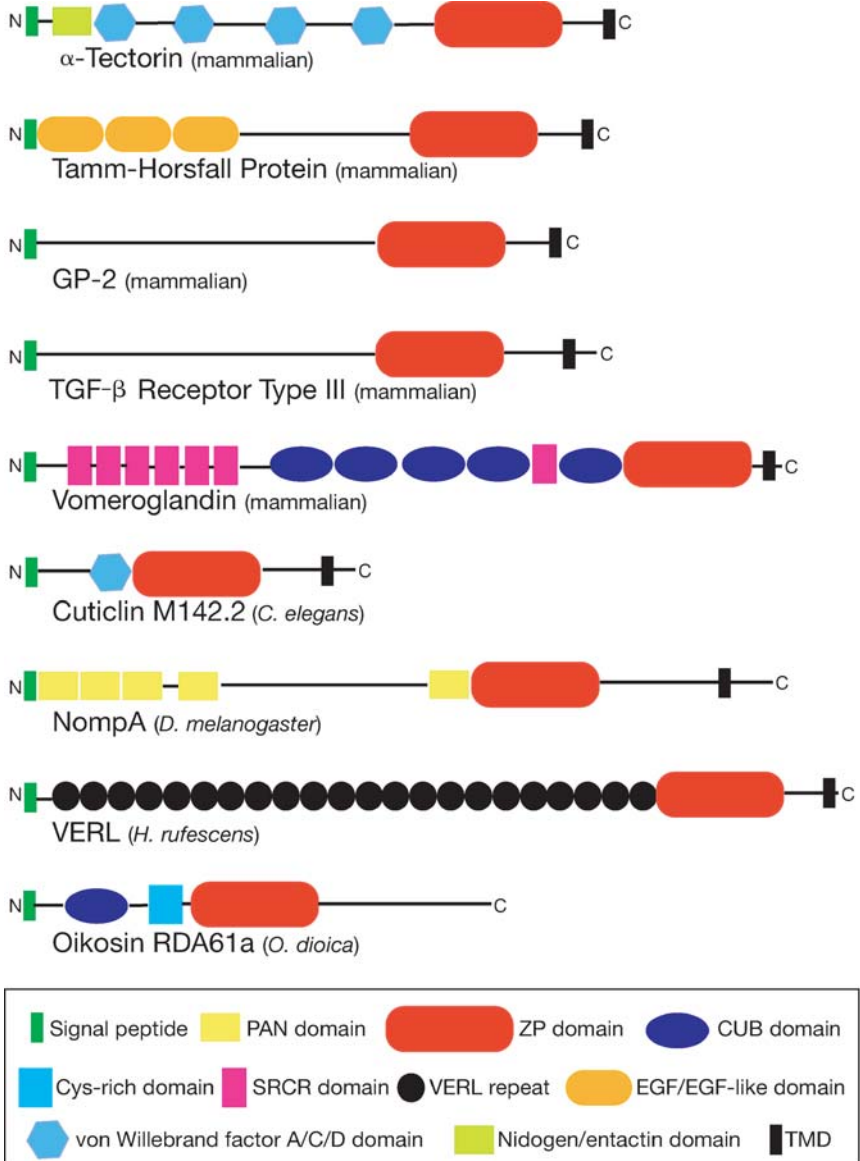 N C
α-Tectorin (mammalian)
N C
Tamm-Horsfall Protein (mammalian)
N C
GP-2 (mammalian)
N C
TGF-β Receptor Type III (mammalian)
N C
Vomeroglandin (mammalian)
N C
Cuticlin M142.2 (C. elegans)
N C
NompA (D. melanogaster)
N C
VERL (H. rufescens)
N C
Oikosin RDA61a (O. dioica)
Signal peptide PAN domain ZP domain CUB domain
Cys-rich domain SRCR domain VERL repeat EGF/EGF-like domain
von Willebrand factor A/C/D domain Nidogen/entactin domain TMD